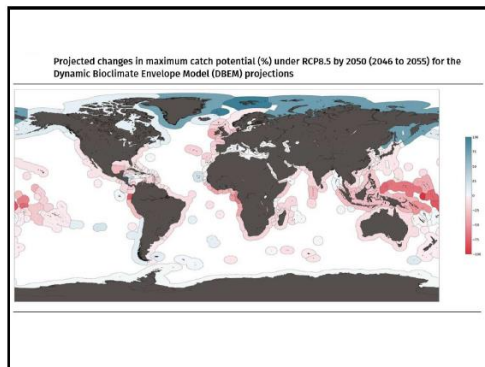 Projected changes in maximum catch potential (%) under RCP8.5 by 2050 (2046 to 2055) for the
Dynamic Bioclimate Envelope Model (DBEM) projections